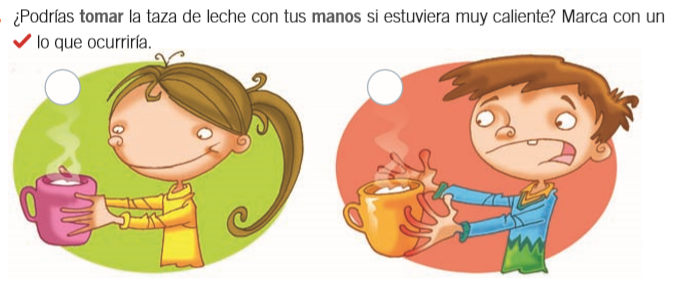 ¿Podrías tomar la taza de leche con tus manos si estuviera muy caliente? Marca con un
✓ lo que ocurriría.